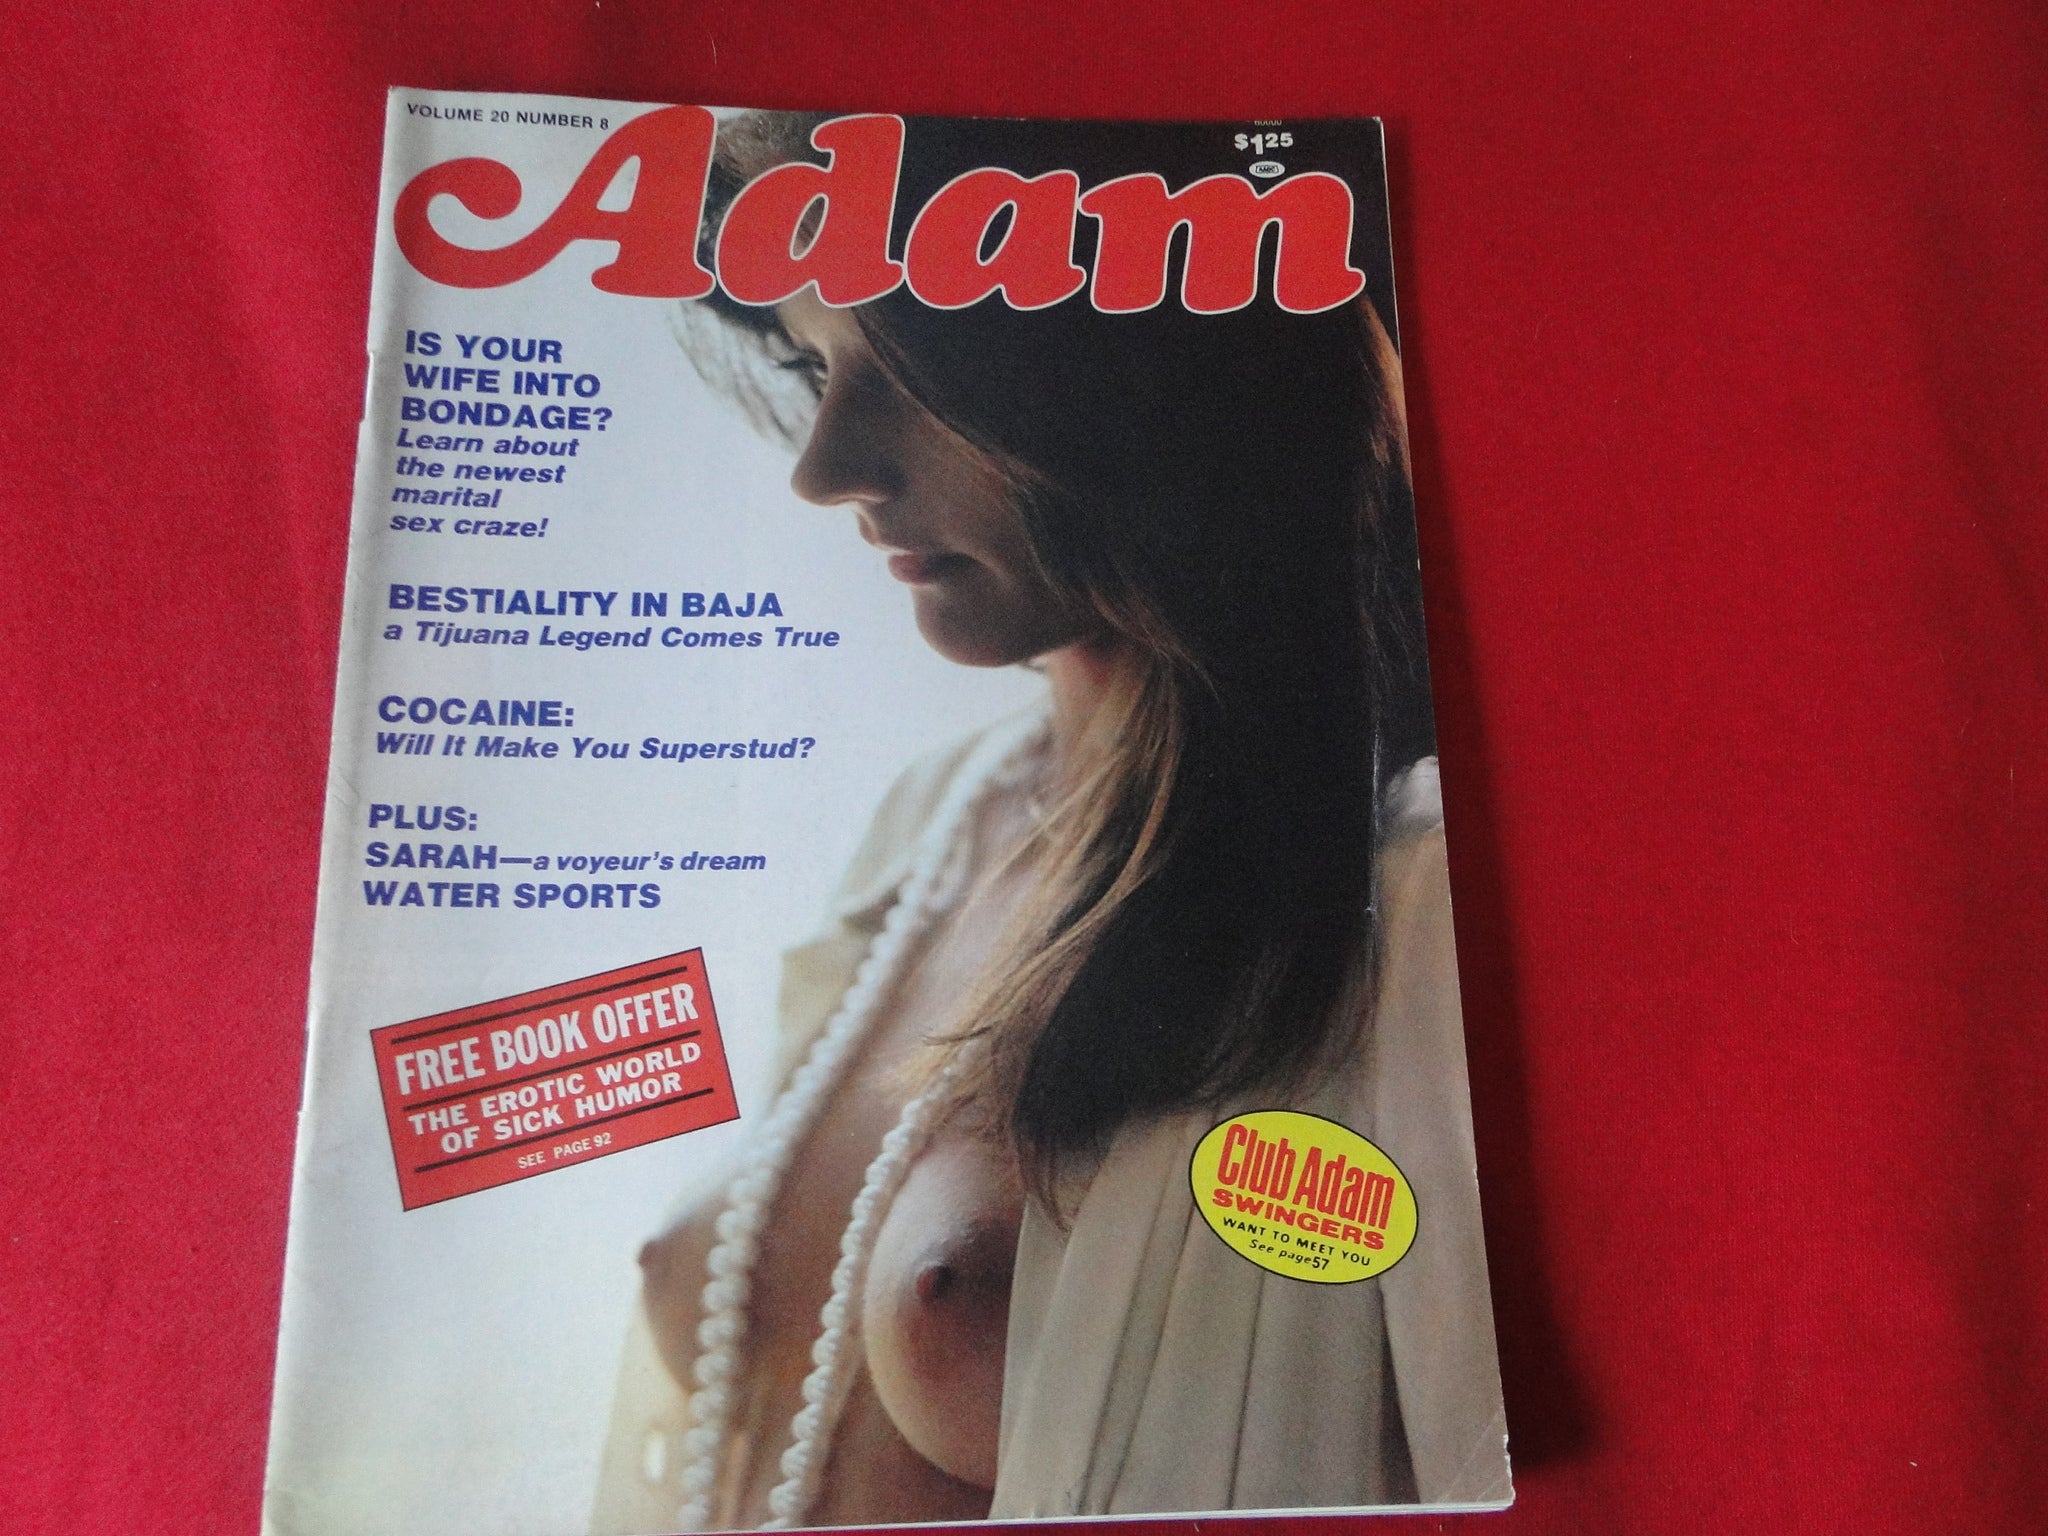 VOLUME 20 NUMBER 8
Adam
$1.25
IS YOUR
WIFE INTO
BONDAGE?
Learn about
the newest
marital
sex craze!
BESTIALITY IN BAJA
a Tijuana Legend Comes True
COCAINE:
Will It Make You Superstud?
PLUS:
SARAH—a voyeur's dream
WATER SPORTS
FREE BOOK OFFER
THE EROTIC WORLD
OF SICK HUMOR
SEE PAGE 92
Club Adam
SWINGERS
WANT TO MEET YOU
See page 57